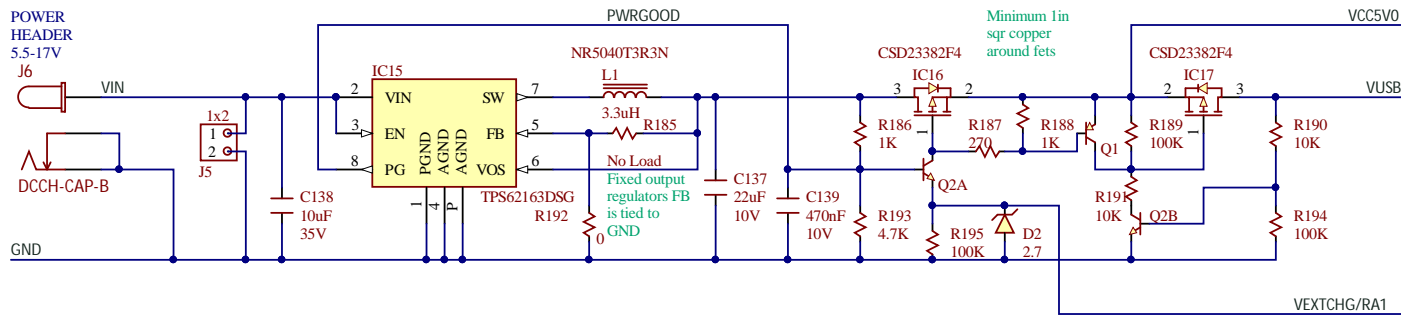 POWER
HEADER
5.5-17V
J6
VIN
DCCH-CAP-B
GND
1x2
1
2
J5
C138
10uF
35V
PWRGOOD
IC15
2
VIN
3
EN
8
PG
SW
7
FB
5
VOS
6
PGND
AGND
AGND
1
4
P
TPS62163DSG
NR5040T3R3N
L1
3.3uH
R185
No Load
Fixed output
regulators FB
is tied to
GND
R192
0
C137
22uF
10V
C139
470nF
10V
R186
1K
R193
4.7K
CSD23382F4
IC16
3
2
1
Q2A
R187
270
R195
100K
D2
2.7
Minimum 1in
sqr copper
around fets
R188
1K
Q1
R189
100K
R191
10K
Q2B
CSD23382F4
IC17
2
3
1
R190
10K
R194
100K
VCC5V0
VUSB
VEXTCHG/RA1